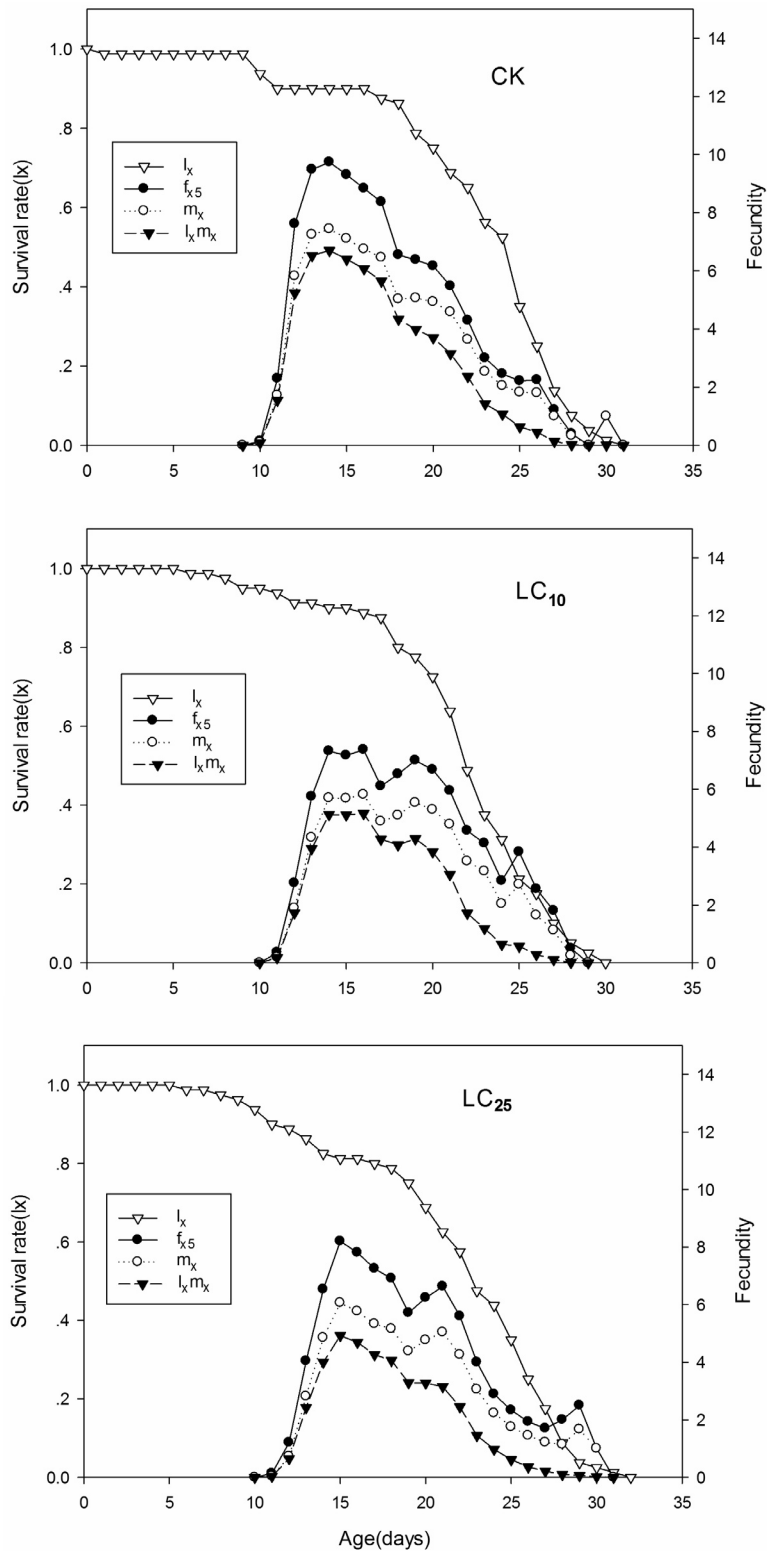 CK
Survival rate(lx)
1.0
.8
.6
.4
.2
0.0
lx
fx5
mx
lxmx
14
12
10
8
6
4
2
0
Fecundity
0 5 10 15 20 25 30 35
LC10
Survival rate(lx)
1.0
.8
.6
.4
.2
0.0
lx
fx5
mx
lxmx
14
12
10
8
6
4
2
0
Fecundity
0 5 10 15 20 25 30 35
LC25
Survival rate(lx)
1.0
.8
.6
.4
.2
0.0
lx
fx5
mx
lxmx
14
12
10
8
6
4
2
0
Fecundity
0 5 10 15 20 25 30 35
Age(days)